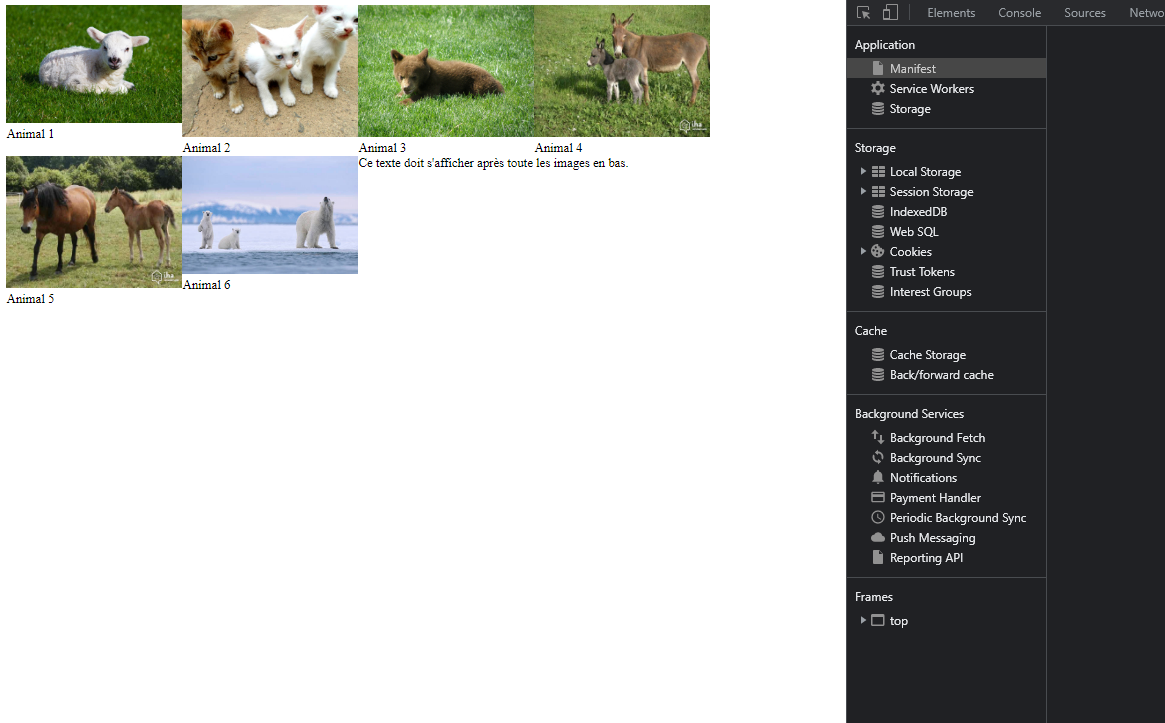 Animal 1
Animal 2
Animal 3
Animal 4
Ce texte doit s'afficher après toute les images en bas.
Animal 5
Animal 6
iha
iha
Elements Console Sources Netwo
Application
Manifest
Service Workers
Storage
Storage
Local Storage
Session Storage
IndexedDB
Web SQL
Cookies
Trust Tokens
Interest Groups
Cache
Cache Storage
Back/forward cache
Background Services
Background Fetch
Background Sync
Notifications
Payment Handler
Periodic Background Sync
Push Messaging
Reporting API
Frames
top